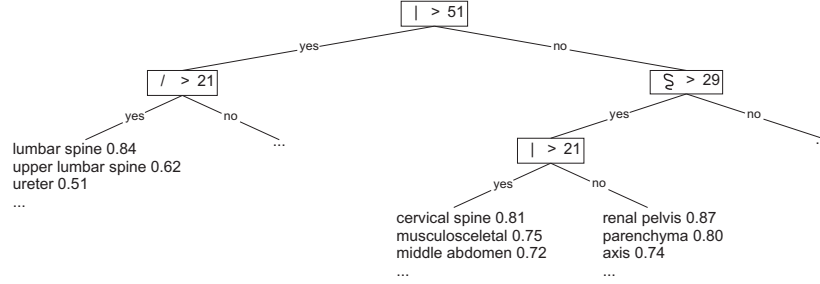 | > 51
yes
no
/ > 21
> 29
yes
no
yes
no
...
lumbar spine 0.84
upper lumbar spine 0.62
ureter 0.51
...
| > 21
yes
no
cervical spine 0.81
musculosceletal 0.75
middle abdomen 0.72
...
renal pelvis 0.87
parenchyma 0.80
axis 0.74
...